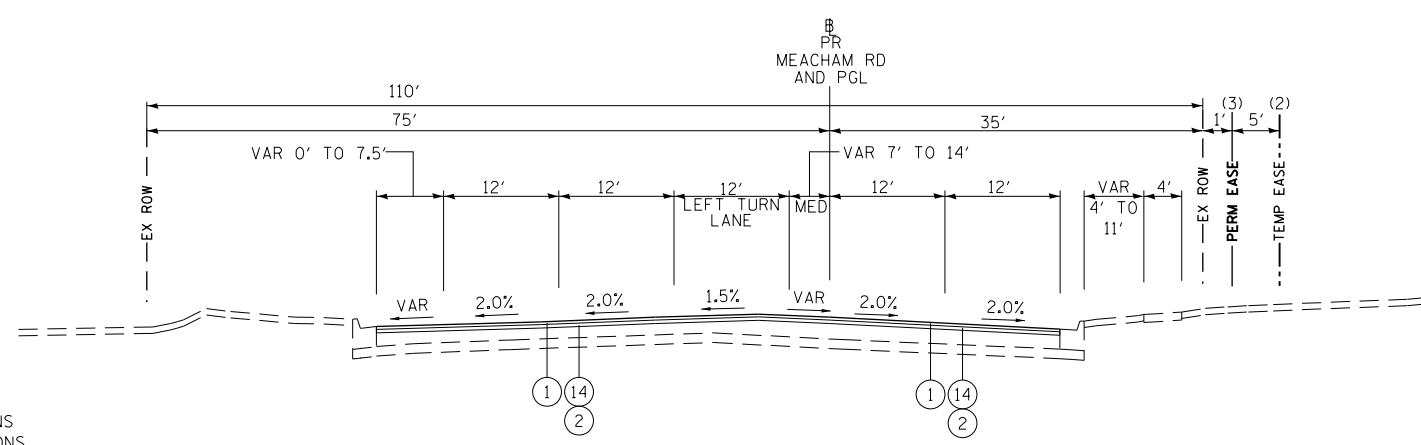 ℄
PR
MEACHAM RD
AND PGL
110'
(3)
(2)
75'
35'
1'
5'
VAR 0' TO 7.5'
VAR 7' TO 14'
EX ROW
12'
12'
12'
LEFT TURN
LANE
MED
12'
12'
VAR
4' TO
11'
4'
EX ROW
PERM EASE
TEMP EASE
VAR
2.0%
2.0%
1.5%
VAR
2.0%
2.0%
1
14
2
1
14
2
NS
ONS